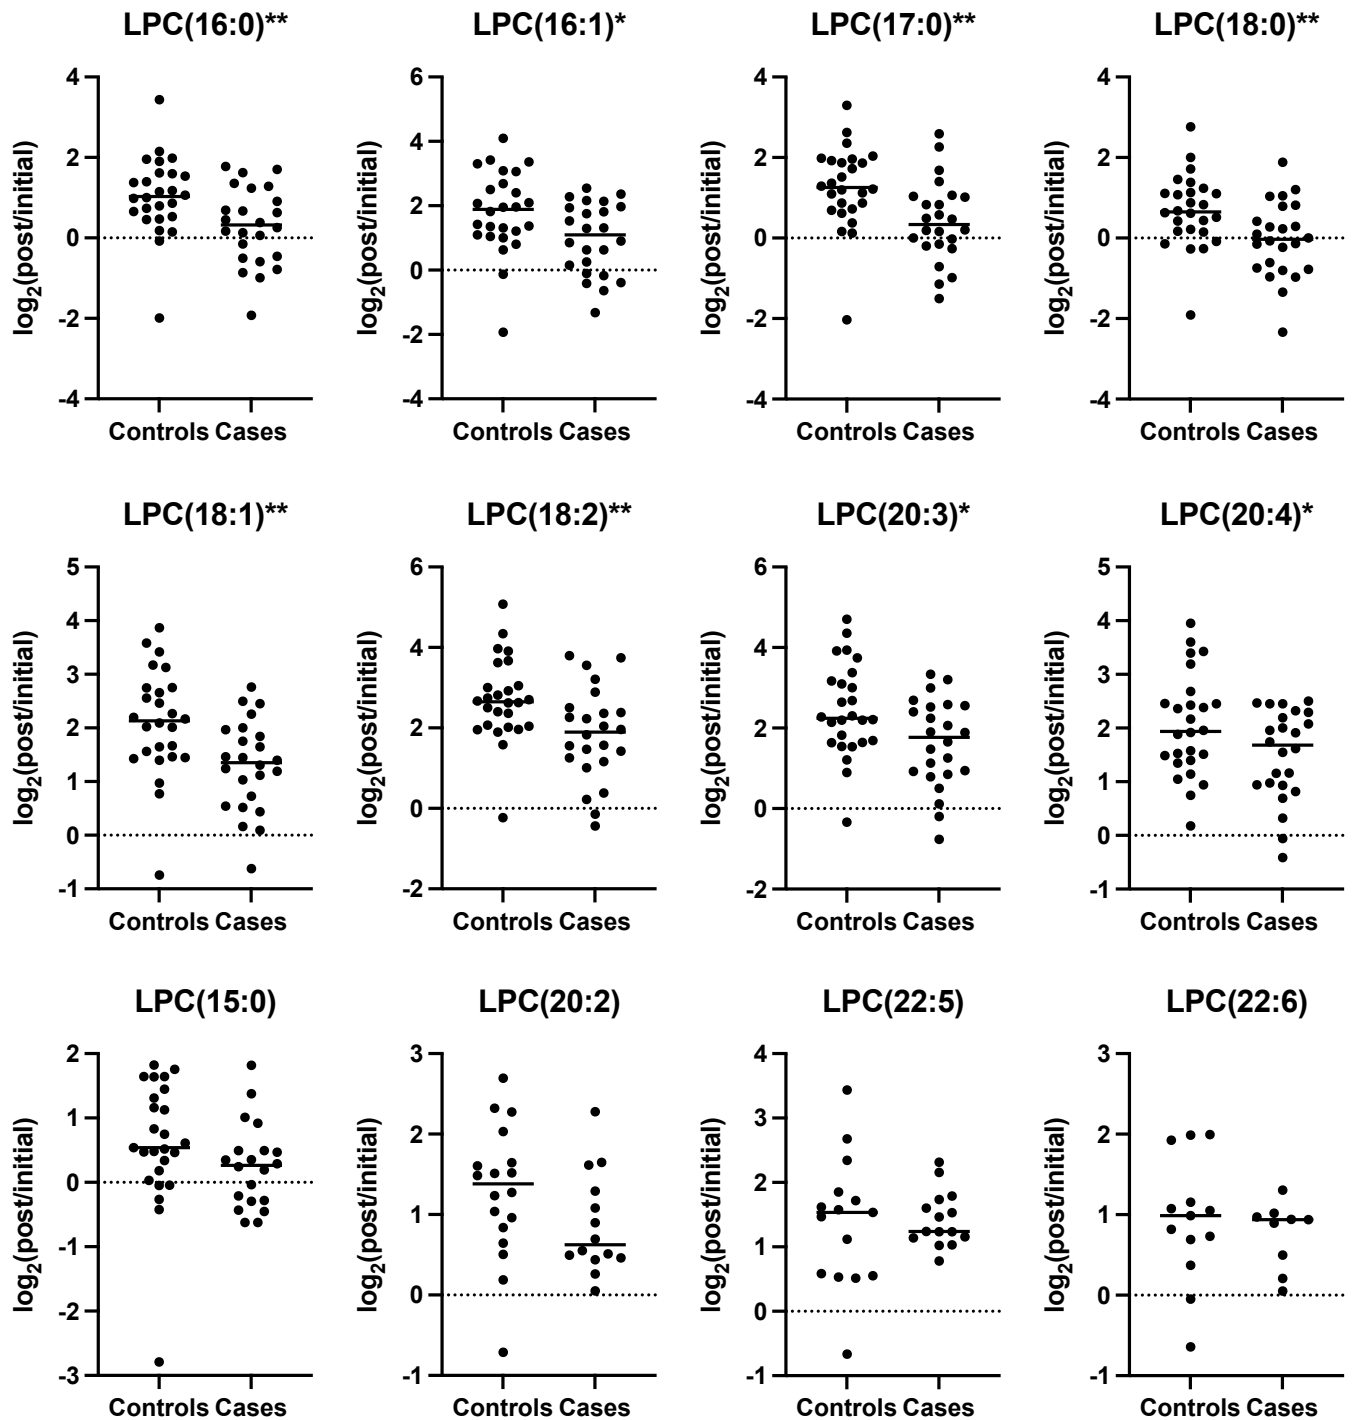 LPC(16:0)** LPC(16:1)* LPC(17:0)** LPC(18:0)**
log2(post/initial) 4 2 0 -2 -4 Controls Cases
log2(post/initial) 6 4 2 0 -2 -4 Controls Cases
log2(post/initial) 4 2 0 -2 -4 Controls Cases
log2(post/initial) 4 2 0 -2 -4 Controls Cases
LPC(18:1)** LPC(18:2)** LPC(20:3)* LPC(20:4)*
log2(post/initial) 5 4 3 2 1 0 -1 Controls Cases
log2(post/initial) 6 4 2 0 -2 Controls Cases
log2(post/initial) 6 4 2 0 -2 Controls Cases
log2(post/initial) 5 4 3 2 1 0 -1 Controls Cases
LPC(15:0) LPC(20:2) LPC(22:5) LPC(22:6)
log2(post/initial) 2 1 0 -1 -2 -3 Controls Cases
log2(post/initial) 3 2 1 0 -1 Controls Cases
log2(post/initial) 4 3 2 1 0 -1 Controls Cases
log2(post/initial) 3 2 1 0 -1 Controls Cases